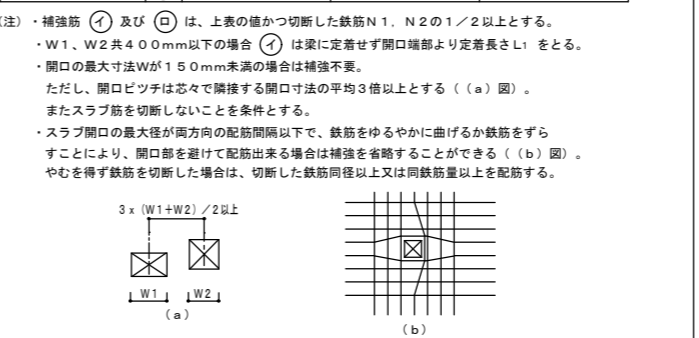 (注)・補強筋 イ 及び ロ は、上表の値かつ切断した鉄筋N1，N2の1／2以上とする。
・W1、W2共400mm以下の場合 イ は梁に定着せず開口端部より定着長さL1 をとる。
・開口の最大寸法Wが150mm未満の場合は補強不要。
ただし、開口ピッチは芯々で隣接する開口寸法の平均3倍以上とする（（a）図）。
またスラブ筋を切断しないことを条件とする。
・スラブ開口の最大径が両方向の配筋間隔以下で、鉄筋をゆるやかに曲げるか鉄筋をずら
すことにより、開口部を避けて配筋出来る場合は補強を省略することができる（（b）図）。
やむを得ず鉄筋を切断した場合は、切断した鉄筋同径以上又は同鉄筋量以上を配筋する。
3x(W1+W2)／2以上
W1 W2
(a)
(b)